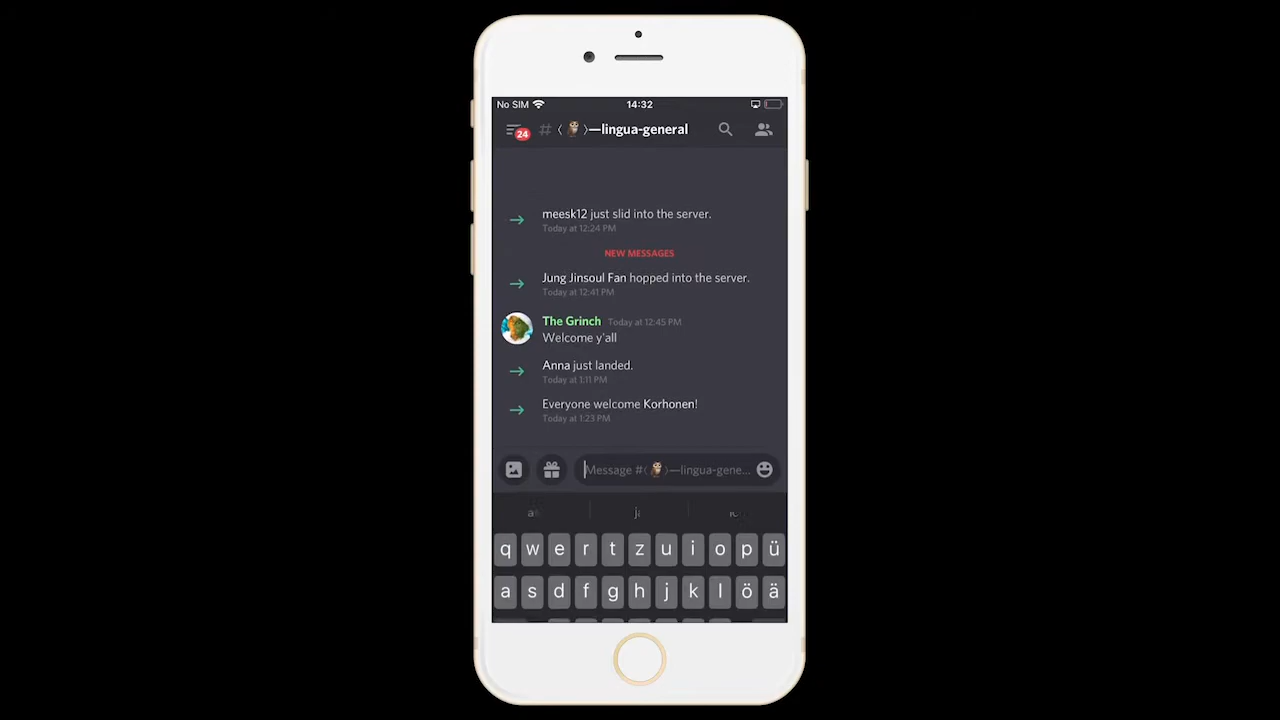 No SIM 14:32
24 # ⟨🦉⟩—lingua-general
meesk12 just slid into the server.
Today at 12:24 PM
NEW MESSAGES
Jung Jinsoul Fan hopped into the server.
Today at 12:41 PM
The Grinch Today at 12:45 PM
Welcome y'all
Anna just landed.
Today at 1:11 PM
Everyone welcome Korhonen!
Today at 1:23 PM
Message #⟨🦉⟩—lingua-gene...
q w e r t z u i o p ü
a s d f g h j k l ö ä